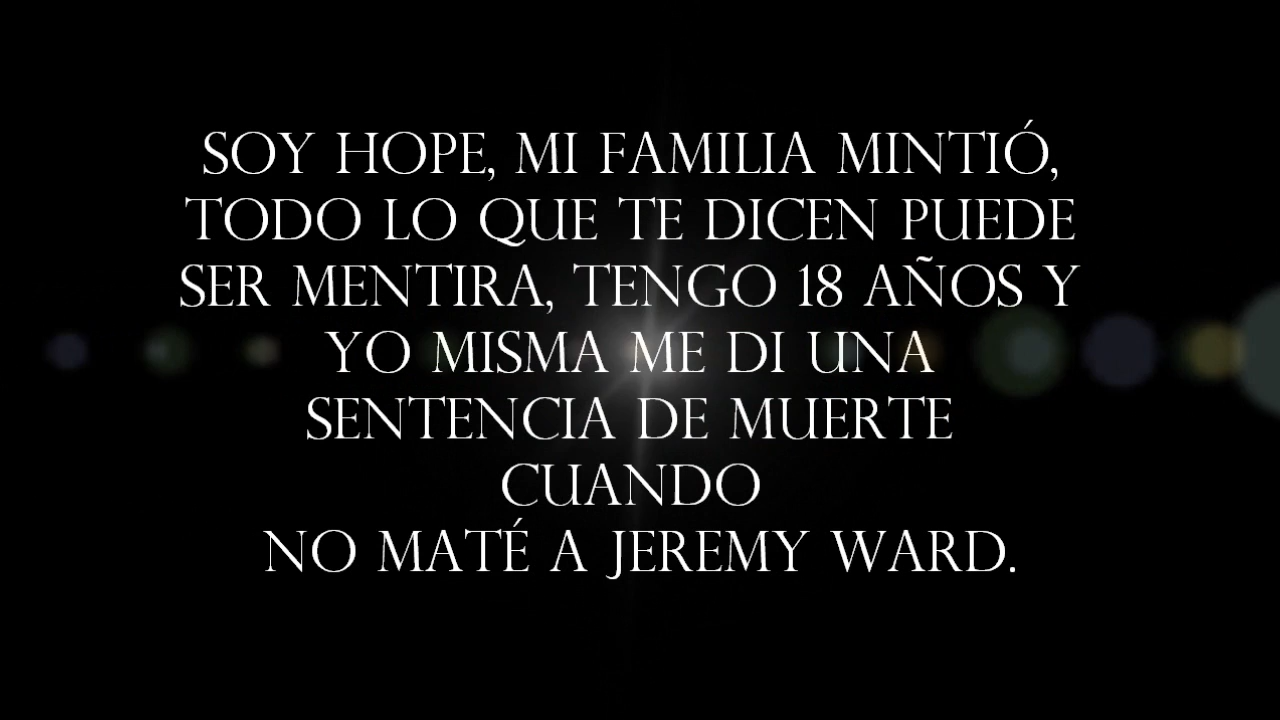 SOY HOPE, MI FAMILIA MINTIÓ,
TODO LO QUE TE DICEN PUEDE
SER MENTIRA, TENGO 18 AÑOS Y
YO MISMA ME DI UNA
SENTENCIA DE MUERTE
CUANDO
NO MATÉ A JEREMY WARD.